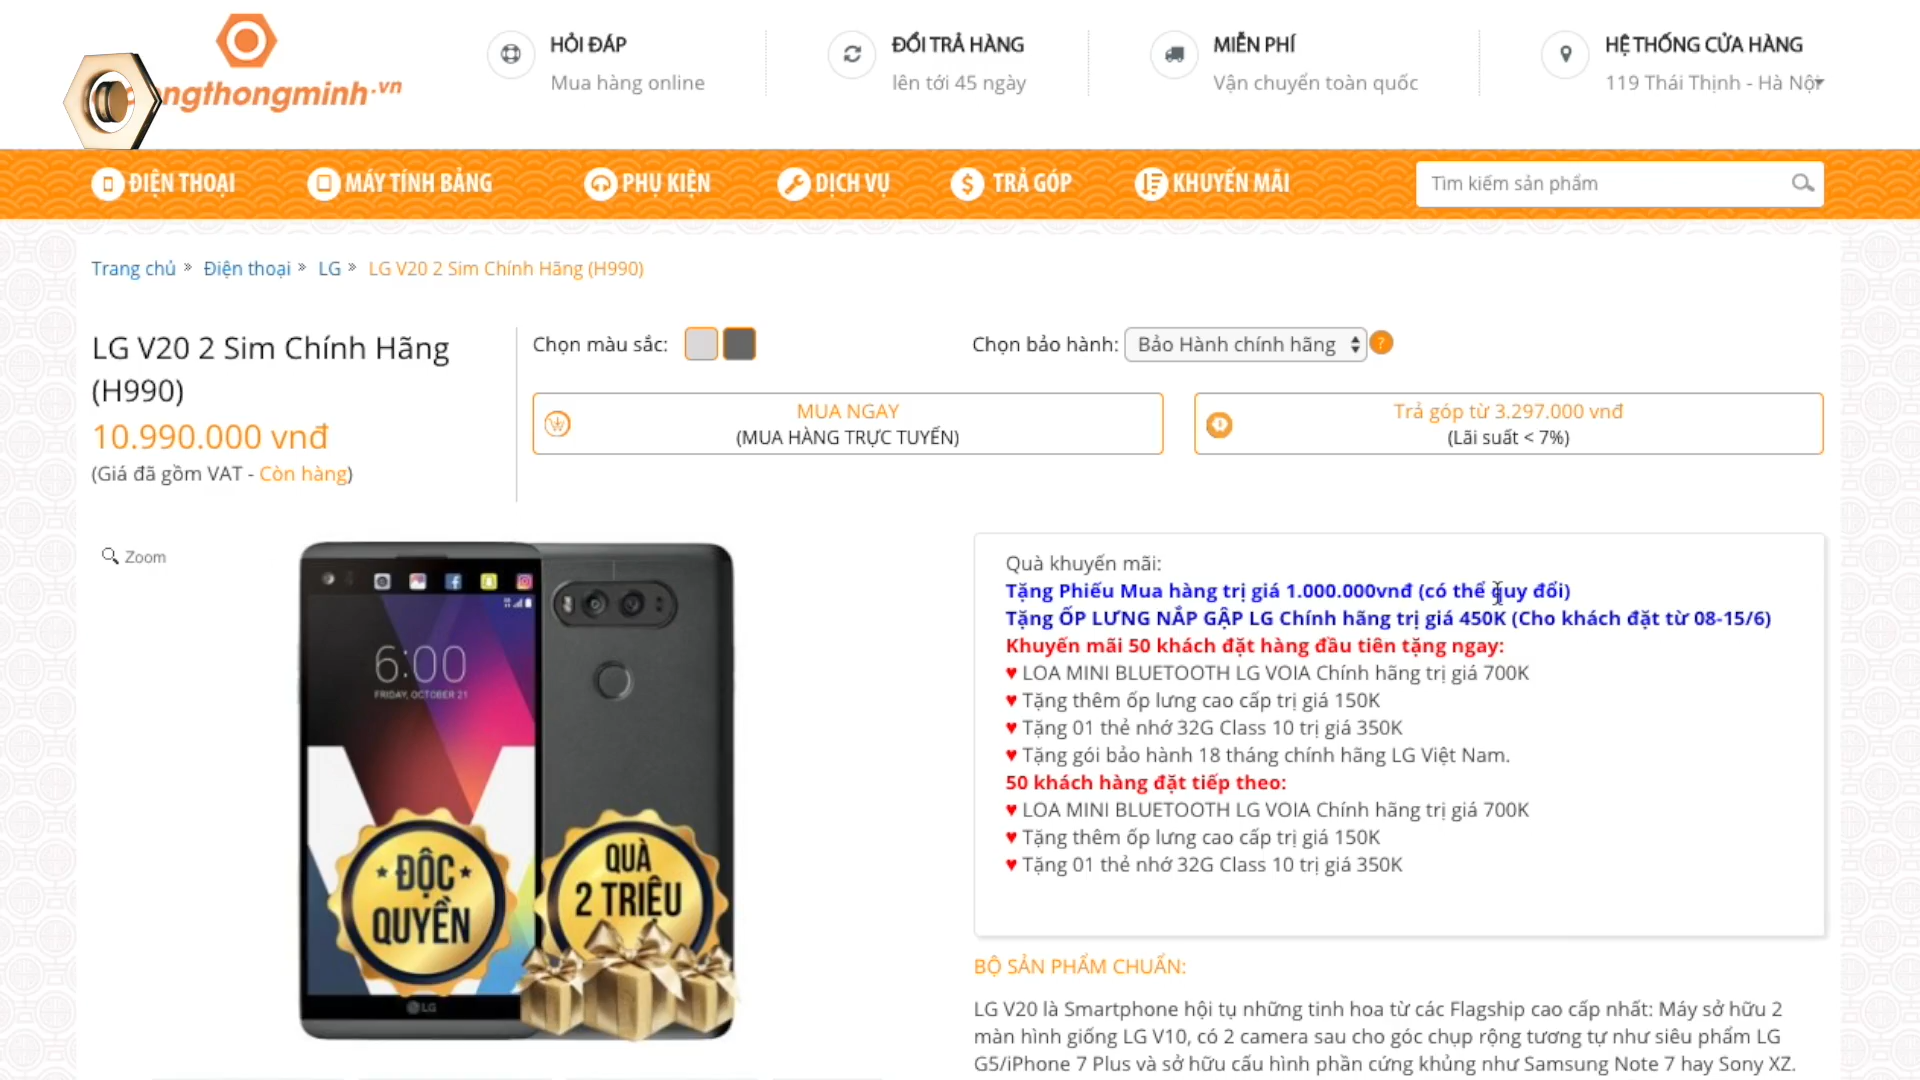 ngthongminh.vn
HỎI ĐÁP
Mua hàng online
ĐỔI TRẢ HÀNG
lên tới 45 ngày
MIỄN PHÍ
Vận chuyển toàn quốc
HỆ THỐNG CỬA HÀNG
119 Thái Thịnh - Hà Nội
ĐIỆN THOẠI
MÁY TÍNH BẢNG
PHỤ KIỆN
DỊCH VỤ
TRẢ GÓP
KHUYẾN MÃI
Tìm kiếm sản phẩm
Trang chủ » Điện thoại » LG » LG V20 2 Sim Chính Hãng (H990)
LG V20 2 Sim Chính Hãng
(H990)
10.990.000 vnđ
(Giá đã gồm VAT - Còn hàng)
Chọn màu sắc:
Chọn bảo hành: Bảo Hành chính hãng ?
MUA NGAY
(MUA HÀNG TRỰC TUYẾN)
Trả góp từ 3.297.000 vnđ
(Lãi suất < 7%)
Zoom
6:00
FRIDAY, OCTOBER 21
ĐỘC
QUYỀN
QUÀ
2 TRIỆU
LG
Quà khuyến mãi:
Tặng Phiếu Mua hàng trị giá 1.000.000vnđ (có thể quy đổi)
Tặng ỐP LƯNG NẮP GẬP LG Chính hãng trị giá 450K (Cho khách đặt từ 08-15/6)
Khuyến mãi 50 khách đặt hàng đầu tiên tặng ngay:
♥ LOA MINI BLUETOOTH LG VOIA Chính hãng trị giá 700K
♥ Tặng thêm ốp lưng cao cấp trị giá 150K
♥ Tặng 01 thẻ nhớ 32G Class 10 trị giá 350K
♥ Tặng gói bảo hành 18 tháng chính hãng LG Việt Nam.
50 khách hàng đặt tiếp theo:
♥ LOA MINI BLUETOOTH LG VOIA Chính hãng trị giá 700K
♥ Tặng thêm ốp lưng cao cấp trị giá 150K
♥ Tặng 01 thẻ nhớ 32G Class 10 trị giá 350K
BỘ SẢN PHẨM CHUẨN:
LG V20 là Smartphone hội tụ những tinh hoa từ các Flagship cao cấp nhất: Máy sở hữu 2
màn hình giống LG V10, có 2 camera sau cho góc chụp rộng tương tự như siêu phẩm LG
G5/iPhone 7 Plus và sở hữu cấu hình phần cứng khủng như Samsung Note 7 hay Sony XZ.